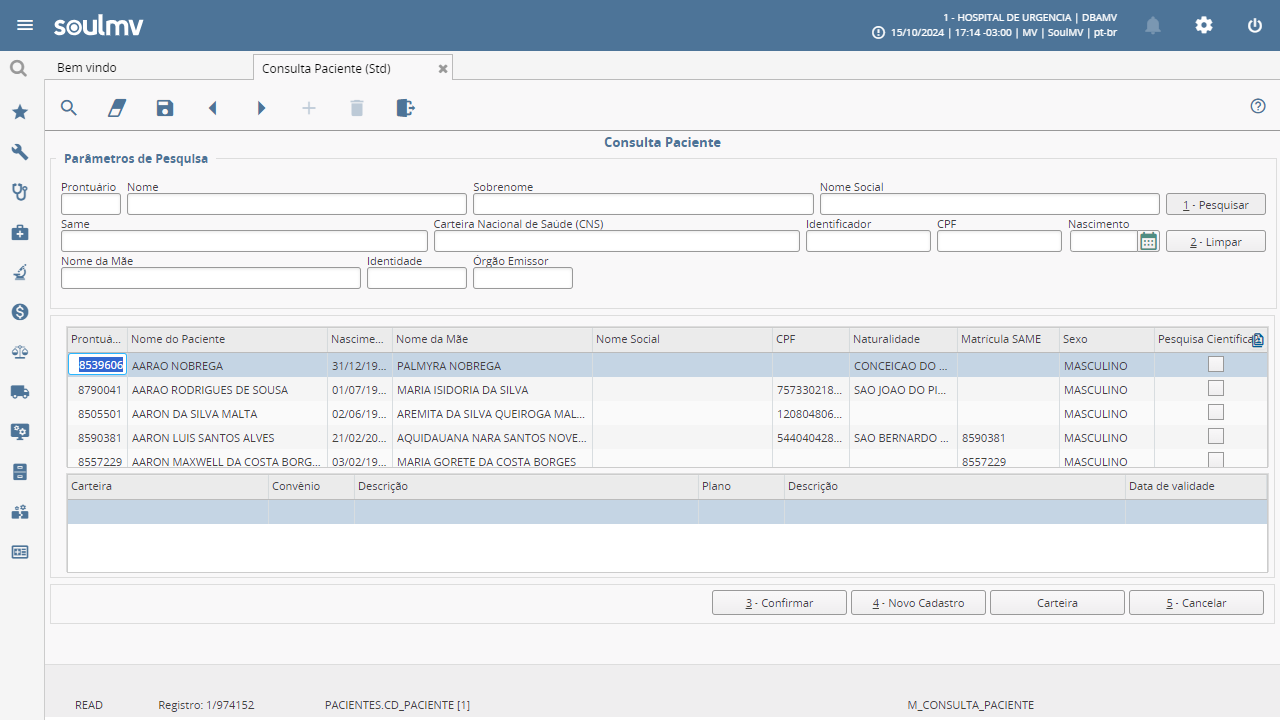 soulmv
1 - HOSPITAL DE URGENCIA | DBAMV
15/10/2024 | 17:14 -03:00 | MV | SoulMV | pt-br
Bem vindo
Consulta Paciente (Std)
Consulta Paciente
Parâmetros de Pesquisa
Prontuário Nome Sobrenome Nome Social
1 - Pesquisar
Same Carteira Nacional de Saúde (CNS) Identificador CPF Nascimento
2 - Limpar
Nome da Mãe Identidade Órgão Emissor
Prontuá... Nome do Paciente Nascime... Nome da Mãe Nome Social CPF Naturalidade Matricula SAME Sexo Pesquisa Cientifica
8539606 AARAO NOBREGA 31/12/19... PALMYRA NOBREGA CONCEICAO DO ... MASCULINO
8790041 AARAO RODRIGUES DE SOUSA 01/07/19... MARIA ISIDORIA DA SILVA 757330218... SAO JOAO DO PI... MASCULINO
8505501 AARON DA SILVA MALTA 02/06/19... AREMITA DA SILVA QUEIROGA MAL... 120804806... MASCULINO
8590381 AARON LUIS SANTOS ALVES 21/02/20... AQUIDAUANA NARA SANTOS NOVE... 544040428... SAO BERNARDO ... 8590381 MASCULINO
8557229 AARON MAXWELL DA COSTA BORG... 03/02/19... MARIA GORETE DA COSTA BORGES 8557229 MASCULINO
Carteira Convênio Descrição Plano Descrição Data de validade
3 - Confirmar 4 - Novo Cadastro Carteira 5 - Cancelar
READ Registro: 1/974152 PACIENTES.CD_PACIENTE [1] M_CONSULTA_PACIENTE